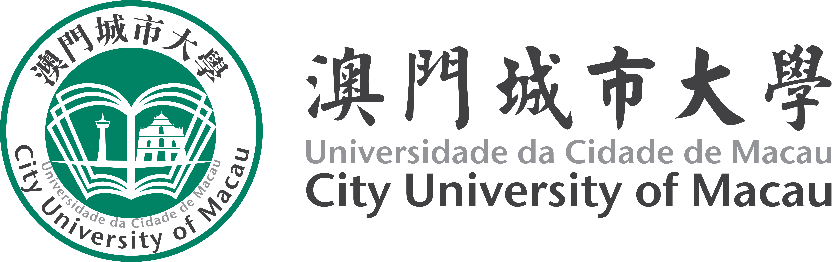 澳門城市大學
Universidade da Cidade de Macau
City University of Macau
澳門城市大學
Universidade da Cidade de Macau
City University of Macau